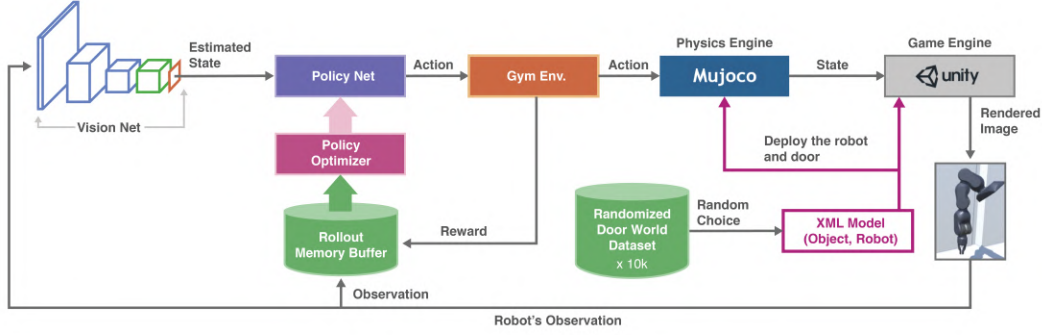 Estimated
State
Vision Net
Policy Net
Action
Gym Env.
Action
Physics Engine
Mujoco
State
Game Engine
unity
Rendered
Image
Policy
Optimizer
Deploy the robot
and door
Rollout
Memory Buffer
Reward
Randomized
Door World
Dataset
x 10k
Random
Choice
XML Model
(Object, Robot)
Observation
Robot's Observation